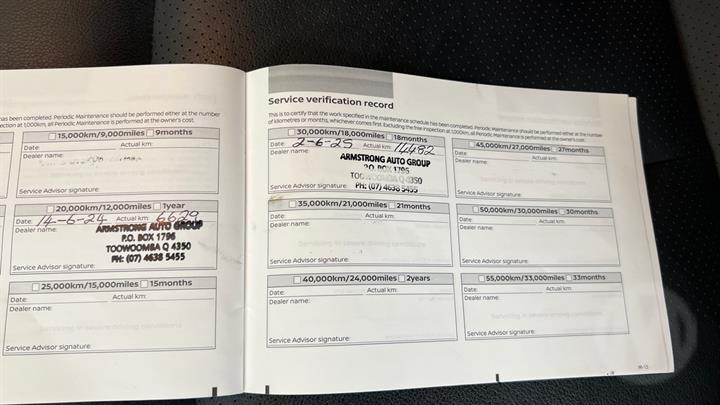 has been completed. Periodic Maintenance should be performed either at the number
ection at 1,000km, all Periodic Maintenance is performed at the owner's cost.
15,000km/9,000miles 9months
Date: Actual km:
Dealer name:
Service Advisor signature:
20,000km/12,000miles 1year
Date: 14-6-24 Actual km: 6629
Dealer name: ARMSTRONG AUTO GROUP
P.O. BOX 1796
TOOWOOMBA Q 4350
PH: (07) 4638 5455
Service Advisor signature:
25,000km/15,000miles 15months
Date: Actual km:
Dealer name:
Service Advisor signature:
Service verification record
This is to certify that the work specified in the maintenance schedule has been completed. Periodic Maintenance should be performed either at the number
of kilometres or months, whichever comes first. Excluding the free inspection at 1,000km, all Periodic Maintenance is performed at the owner's cost.
30,000km/18,000miles 18months
Date: 2-6-25 Actual km: 14482
Dealer name: ARMSTRONG AUTO GROUP
P.O. BOX 1796
TOOWOOMBA Q 4350
Service Advisor signature: PH: (07) 4638 5455
35,000km/21,000miles 21months
Date: Actual km:
Dealer name:
Service Advisor signature:
40,000km/24,000miles 2years
Date: Actual km:
Dealer name:
Service Advisor signature:
45,000km/27,000miles 27months
Date: Actual km:
Dealer name:
Service Advisor signature:
50,000km/30,000miles 30months
Date: Actual km:
Dealer name:
Service Advisor signature:
55,000km/33,000miles 33months
Date: Actual km:
Dealer name:
Service Advisor signature:
M-13